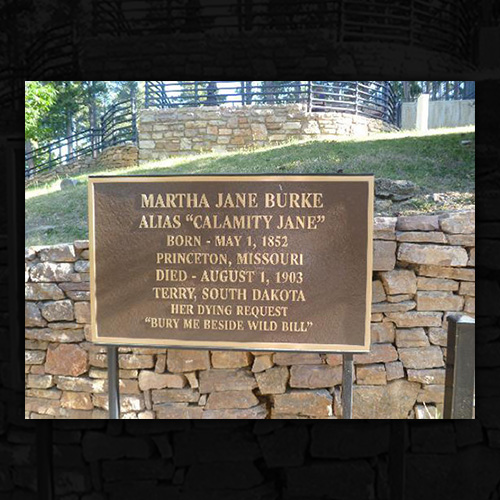 MARTHA JANE BURKE
ALIAS "CALAMITY JANE"
BORN - MAY 1, 1852
PRINCETON, MISSOURI
DIED - AUGUST 1, 1903
TERRY, SOUTH DAKOTA
HER DYING REQUEST
"BURY ME BESIDE WILD BILL"